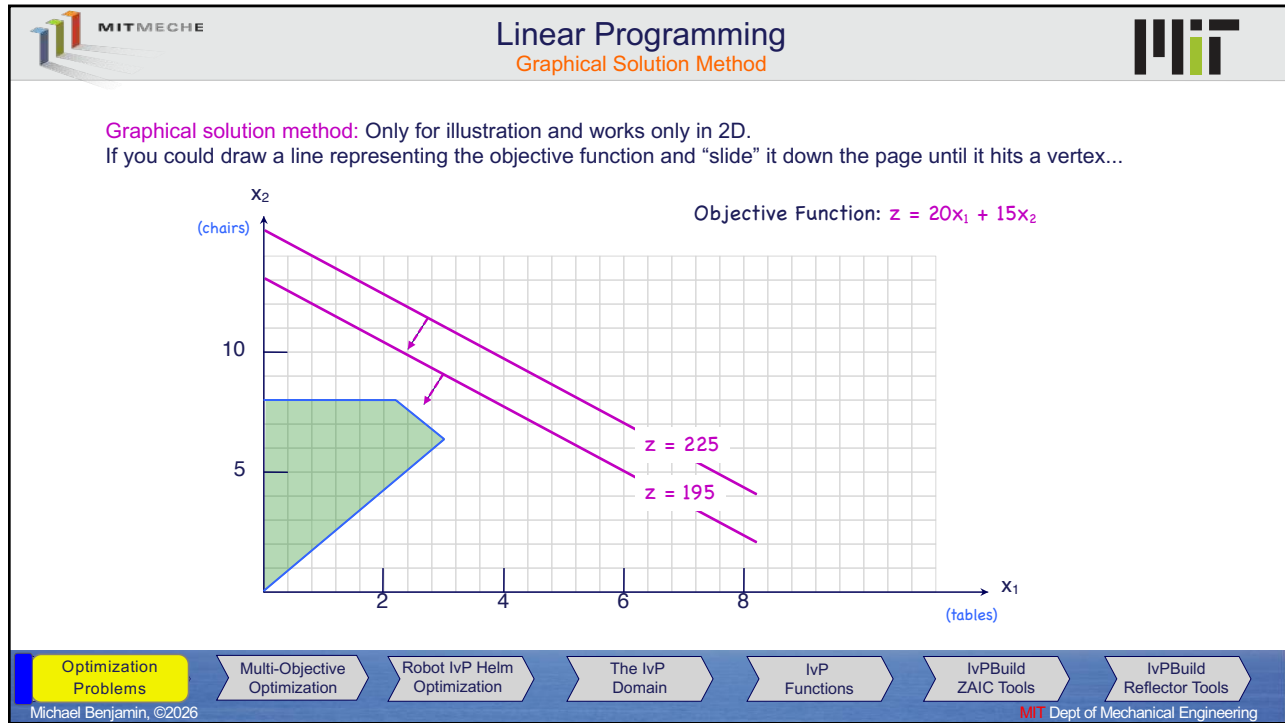 MITMECHE
Linear Programming
Graphical Solution Method
MIT
Graphical solution method: Only for illustration and works only in 2D.
If you could draw a line representing the objective function and “slide” it down the page until it hits a vertex...
x₂
(chairs)
Objective Function: z = 20x₁ + 15x₂
10
5
z = 225
z = 195
2
4
6
8
x₁
(tables)
Optimization
Problems
Multi-Objective
Optimization
Robot IvP Helm
Optimization
The IvP
Domain
IvP
Functions
IvPBuild
ZAIC Tools
IvPBuild
Reflector Tools
Michael Benjamin, ©2026
MIT Dept of Mechanical Engineering